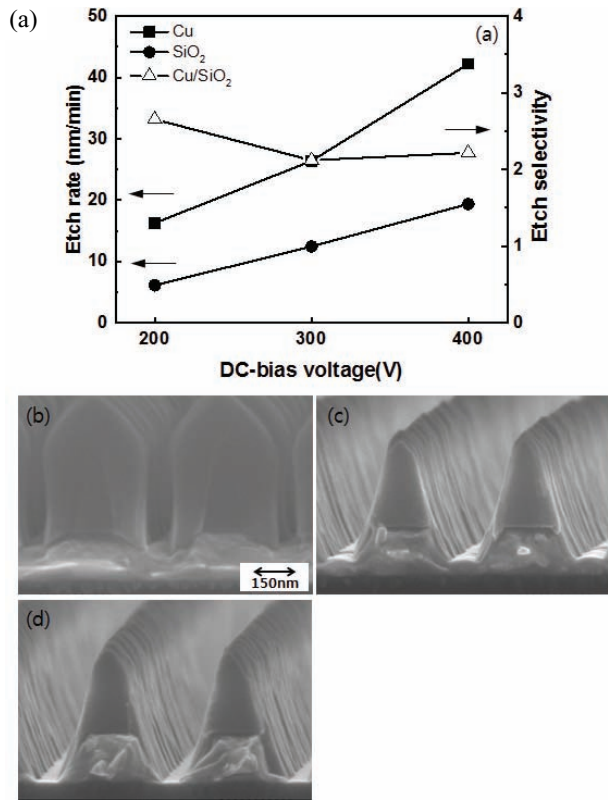 (a)
50
40
30
20
10
0
Etch rate (nm/min)
Cu
SiO2
Cu/SiO2
(a)
4
3
2
1
0
Etch selectivity
200 300 400
DC-bias voltage(V)
(b)
150nm
(c)
(d)